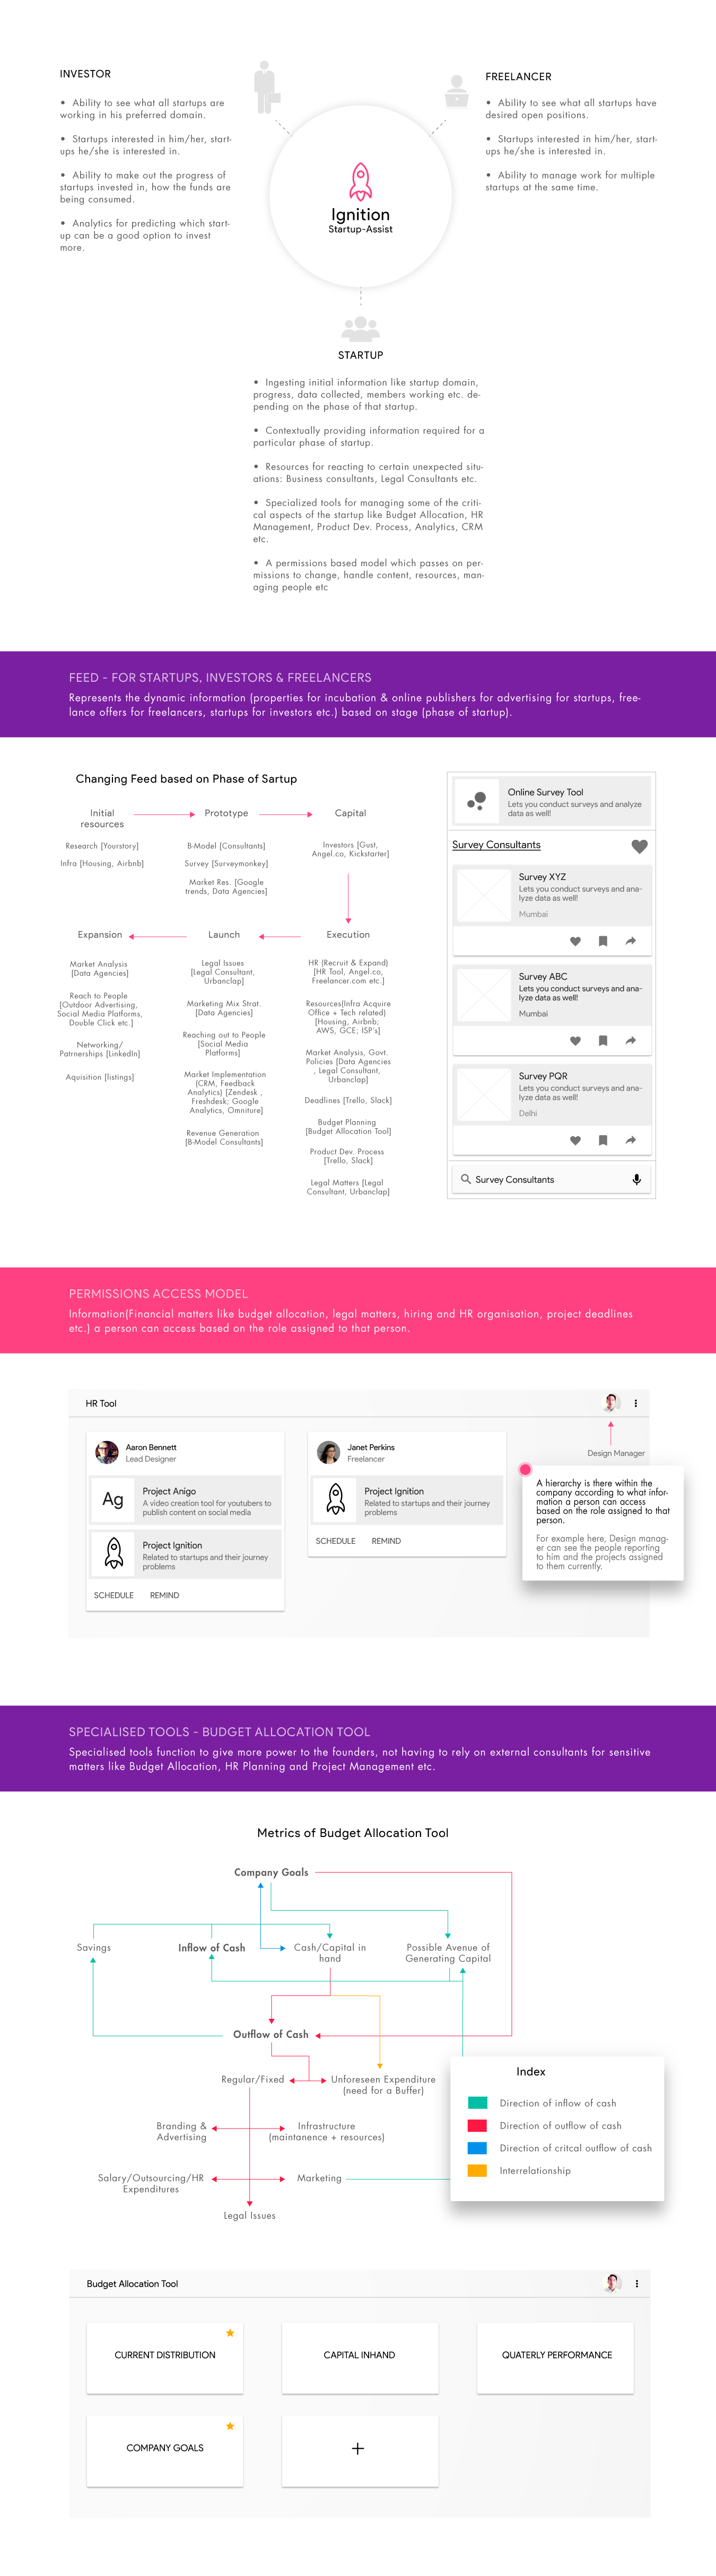 INVESTOR
• Ability to see what all startups are
working in his preferred domain.
• Startups interested in him/her, start-
ups he/she is interested in.
• Ability to make out the progress of
startups invested in, how the funds are
being consumed.
• Analytics for predicting which start-
up can be a good option to invest
more.
Ignition
Startup-Assist
FREELANCER
• Ability to see what all startups have
desired open positions.
• Startups interested in him/her, start-
ups he/she is interested in.
• Ability to manage work for multiple
startups at the same time.
STARTUP
• Ingesting initial information like startup domain,
progress, data collected, members working etc. de-
pending on the phase of that startup.
• Contextually providing information required for a
particular phase of startup.
• Resources for reacting to certain unexpected situ-
ations: Business consultants, Legal Consultants etc.
• Specialized tools for managing some of the criti-
cal aspects of the startup like Budget Allocation, HR
Management, Product Dev. Process, Analytics, CRM
etc.
• A permissions based model which passes on per-
missions to change, handle content, resources, man-
aging people etc
FEED - FOR STARTUPS, INVESTORS & FREELANCERS
Represents the dynamic information (properties for incubation & online publishers for advertising for startups, free-
lance offers for freelancers, startups for investors etc.) based on stage (phase of startup).
Changing Feed based on Phase of Sartup
Initial
resources
Research [Yourstory]
Infra [Housing, Airbnb]
Prototype
B-Model [Consultants]
Survey [Surveymonkey]
Market Res. [Google
trends, Data Agencies]
Capital
Investors [Gust,
Angel.co, Kickstarter]
Expansion
Market Analysis
[Data Agencies]
Reach to People
[Outdoor Advertising,
Social Media Platforms,
Double Click etc.]
Networking/
Patrnerships [LinkedIn]
Aquisition [listings]
Launch
Legal Issues
[Legal Consultant,
Urbanclap]
Marketing Mix Strat.
[Data Agencies]
Reaching out to People
[Social Media
Platforms]
Market Implementation
(CRM, Feedback
Analytics) [Zendesk ,
Freshdesk; Google
Analytics, Omniture]
Revenue Generation
[B-Model Consultants]
Execution
HR (Recruit & Expand)
[HR Tool, Angel.co,
Freelancer.com etc.]
Resources(Infra Acquire
Office + Tech related)
[Housing, Airbnb;
AWS, GCE; ISP's]
Market Analysis, Govt.
Policies [Data Agencies
, Legal Consultant,
Urbanclap]
Deadlines [Trello, Slack]
Budget Planning
[Budget Allocation Tool]
Product Dev. Process
[Trello, Slack]
Legal Matters [Legal
Consultant, Urbanclap]
Online Survey Tool
Lets you conduct surveys and analyze
data as well!
Survey Consultants
Survey XYZ
Lets you conduct surveys and ana-
lyze data as well!
Mumbai
Survey ABC
Lets you conduct surveys and ana-
lyze data as well!
Mumbai
Survey PQR
Lets you conduct surveys and ana-
lyze data as well!
Delhi
Survey Consultants
PERMISSIONS ACCESS MODEL
Information(Financial matters like budget allocation, legal matters, hiring and HR organisation, project deadlines
etc.) a person can access based on the role assigned to that person.
HR Tool
Aaron Bennett
Lead Designer
Ag
Project Anigo
A video creation tool for youtubers to
publish content on social media
Project Ignition
Related to startups and their journey
problems
SCHEDULE REMIND
Janet Perkins
Freelancer
Project Ignition
Related to startups and their journey
problems
SCHEDULE REMIND
Design Manager
A hierarchy is there within the
company according to what infor-
mation a person can access
based on the role assigned to that
person.
For example here, Design manag-
er can see the people reporting
to him and the projects assigned
to them currently.
SPECIALISED TOOLS - BUDGET ALLOCATION TOOL
Specialised tools function to give more power to the founders, not having to rely on external consultants for sensitive
matters like Budget Allocation, HR Planning and Project Management etc.
Metrics of Budget Allocation Tool
Company Goals
Savings
Inflow of Cash
Cash/Capital in
hand
Possible Avenue of
Generating Capital
Outflow of Cash
Regular/Fixed
Unforeseen Expenditure
(need for a Buffer)
Branding &
Advertising
Infrastructure
(maintanence + resources)
Salary/Outsourcing/HR
Expenditures
Marketing
Legal Issues
Index
Direction of inflow of cash
Direction of outflow of cash
Direction of critcal outflow of cash
Interrelationship
Budget Allocation Tool
CURRENT DISTRIBUTION
CAPITAL INHAND
QUATERLY PERFORMANCE
COMPANY GOALS
+